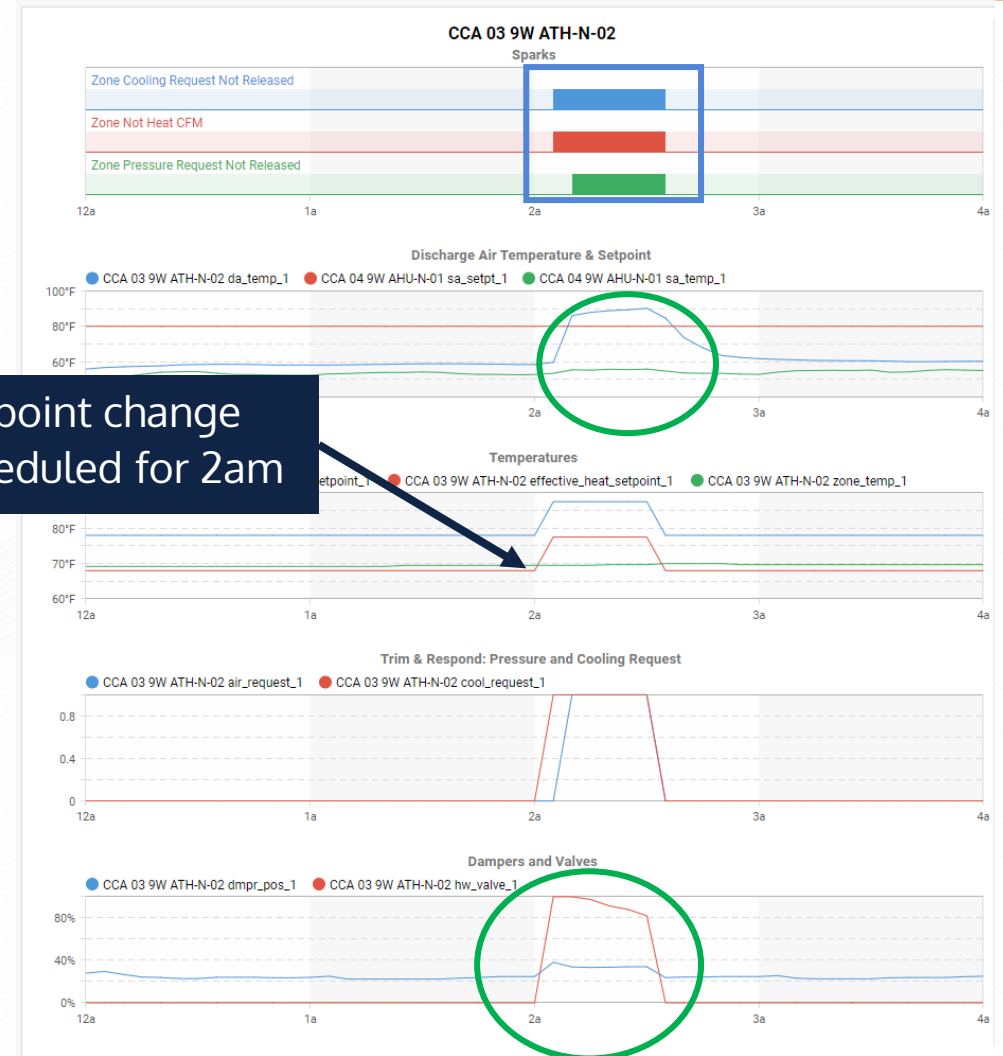 CCA 03 9W ATH-N-02
Sparks
Zone Cooling Request Not Released
Zone Not Heat CFM
Zone Pressure Request Not Released
12a 1a 2a 3a 4a
Discharge Air Temperature & Setpoint
CCA 03 9W ATH-N-02 da_temp_1 CCA 04 9W AHU-N-01 sa_setpt_1 CCA 04 9W AHU-N-01 sa_temp_1
100°F
80°F
60°F
2a 3a 4a
point change
eduled for 2am
Temperatures
etpoint_1 CCA 03 9W ATH-N-02 effective_heat_setpoint_1 CCA 03 9W ATH-N-02 zone_temp_1
80°F
70°F
60°F
12a 1a 2a 3a 4a
Trim & Respond: Pressure and Cooling Request
CCA 03 9W ATH-N-02 air_request_1 CCA 03 9W ATH-N-02 cool_request_1
0.8
0.4
0
12a 1a 2a 3a 4a
Dampers and Valves
CCA 03 9W ATH-N-02 dmpr_pos_1 CCA 03 9W ATH-N-02 hw_valve_1
80%
40%
0%
12a 1a 2a 3a 4a